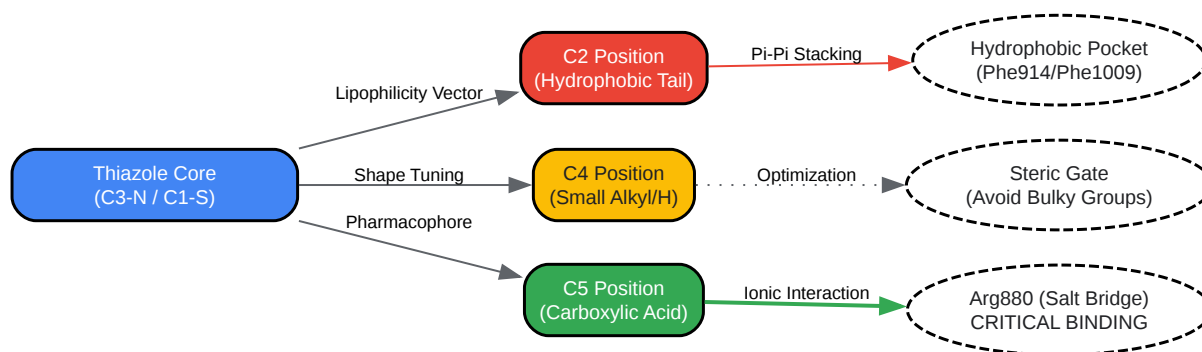 Thiazole Core
(C3-N / C1-S)
Lipophilicity Vector
Shape Tuning
Pharmacophore
C2 Position
(Hydrophobic Tail)
Pi-Pi Stacking
Hydrophobic Pocket
(Phe914/Phe1009)
C4 Position
(Small Alkyl/H)
Optimization
Steric Gate
(Avoid Bulky Groups)
C5 Position
(Carboxylic Acid)
Ionic Interaction
Arg880 (Salt Bridge)
CRITICAL BINDING